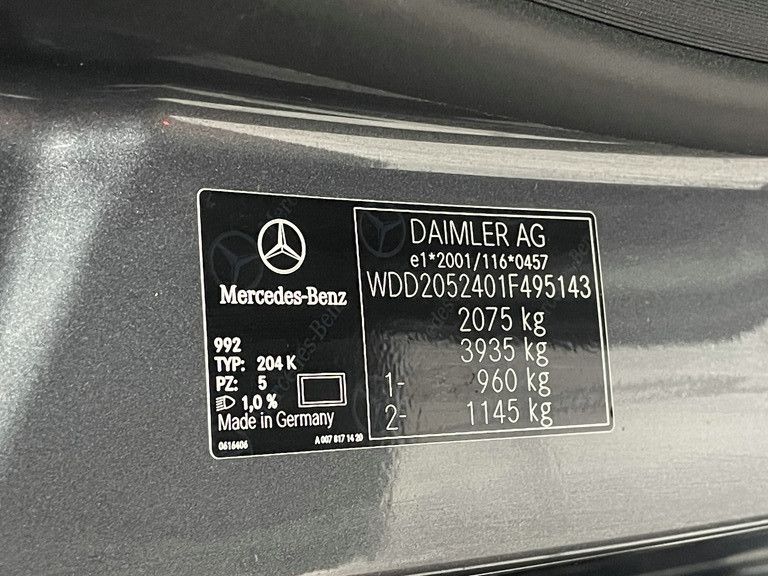 Mercedes-Benz
992
TYP: 204 K
PZ: 5
1,0 %
Made in Germany
0616406
A 007 817 14 20
DAIMLER AG
e1*2001/116*0457
WDD2052401F495143
2075 kg
3935 kg
1- 960 kg
2- 1145 kg